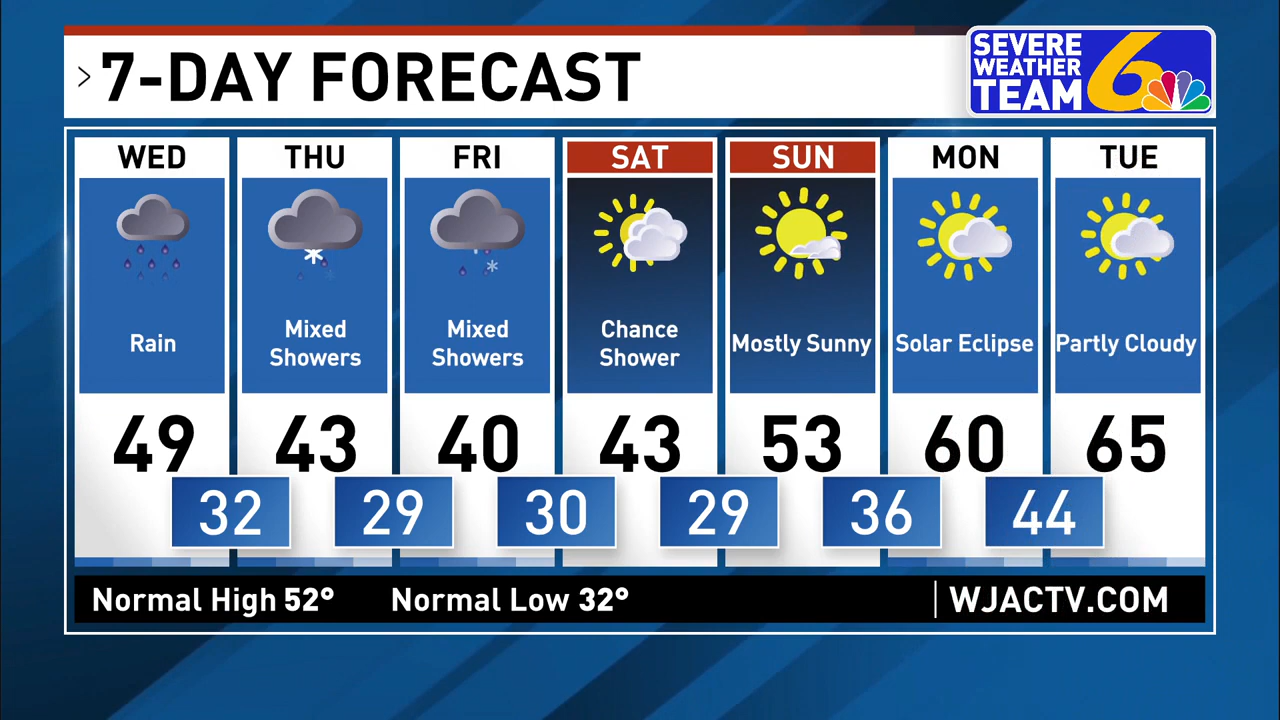 > 7-DAY FORECAST
SEVERE
WEATHER
TEAM 6
WED THU FRI SAT SUN MON TUE
Rain
Mixed
Showers
Mixed
Showers
Chance
Shower
Mostly Sunny
Solar Eclipse
Partly Cloudy
49 43 40 43 53 60 65
32 29 30 29 36 44
Normal High 52° Normal Low 32° | WJACTV.COM